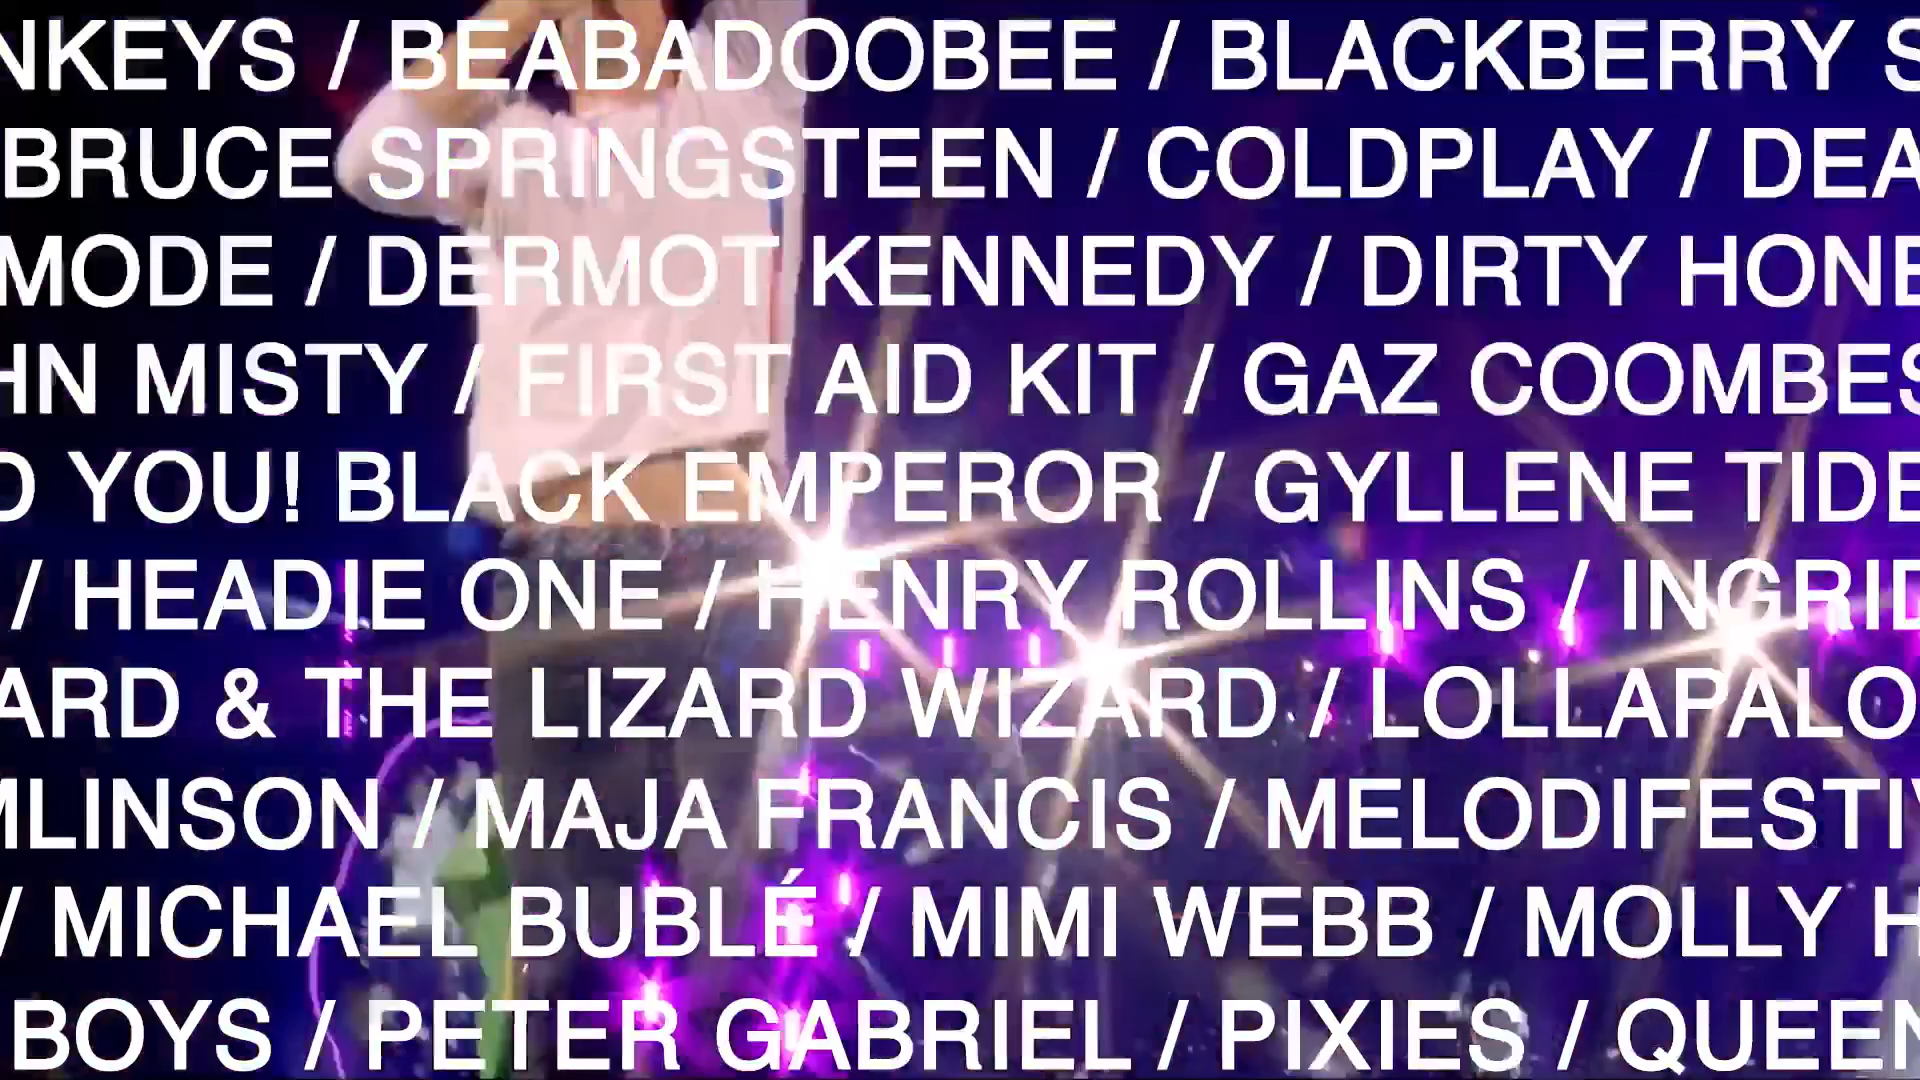 NKEYS / BEABADOOBEE / BLACKBERRY S
BRUCE SPRINGSTEEN / COLDPLAY / DEA
MODE / DERMOT KENNEDY / DIRTY HONE
HN MISTY / FIRST AID KIT / GAZ COOMBES
D YOU! BLACK EMPEROR / GYLLENE TIDE
/ HEADIE ONE / HENRY ROLLINS / INGRID
ARD & THE LIZARD WIZARD / LOLLAPALO
MLINSON / MAJA FRANCIS / MELODIFESTIV
/ MICHAEL BUBLÉ / MIMI WEBB / MOLLY H
BOYS / PETER GABRIEL / PIXIES / QUEEN